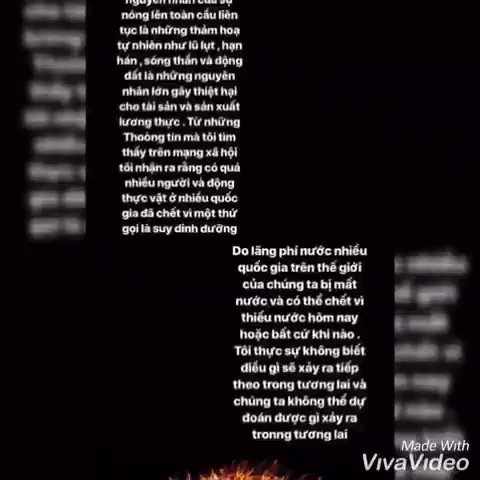 nguyên nhân của sự
nóng lên toàn cầu liên
tục là những thảm hoạ
tự nhiên như lũ lụt , hạn
hán , sóng thần và động
đất là những nguyên
nhân lớn gây thiệt hại
cho tài sản và sản xuất
lương thực . Từ những
Thoòng tin mà tôi tìm
thấy trên mạng xã hội
tôi nhận ra rằng có quá
nhiều người và động
thực vật ở nhiều quốc
gia đã chết vì một thứ
gọi là suy dinh dưỡng
Do lãng phí nước nhiều
quốc gia trên thế giới
của chúng ta bị mất
nước và có thể chết vì
thiếu nước hôm nay
hoặc bất cứ khi nào .
Tôi thực sự không biết
điều gì sẽ xảy ra tiếp
theo trong tương lai và
chúng ta không thể dự
đoán được gì xảy ra
tronng tương lai
Made With
VivaVideo